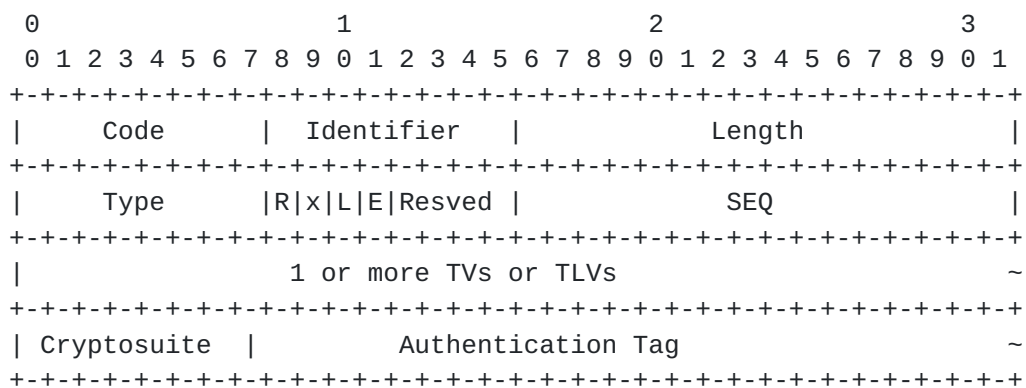 0                   1                   2                   3
 0 1 2 3 4 5 6 7 8 9 0 1 2 3 4 5 6 7 8 9 0 1 2 3 4 5 6 7 8 9 0 1
+-+-+-+-+-+-+-+-+-+-+-+-+-+-+-+-+-+-+-+-+-+-+-+-+-+-+-+-+-+-+-+-+
|     Code      |  Identifier   |            Length             |
+-+-+-+-+-+-+-+-+-+-+-+-+-+-+-+-+-+-+-+-+-+-+-+-+-+-+-+-+-+-+-+-+
|     Type      |R|x|L|E|Resved |             SEQ               |
+-+-+-+-+-+-+-+-+-+-+-+-+-+-+-+-+-+-+-+-+-+-+-+-+-+-+-+-+-+-+-+-+
|                 1 or more TVs or TLVs                         ~
+-+-+-+-+-+-+-+-+-+-+-+-+-+-+-+-+-+-+-+-+-+-+-+-+-+-+-+-+-+-+-+-+
| Cryptosuite  |         Authentication Tag                     ~
+-+-+-+-+-+-+-+-+-+-+-+-+-+-+-+-+-+-+-+-+-+-+-+-+-+-+-+-+-+-+-+-+